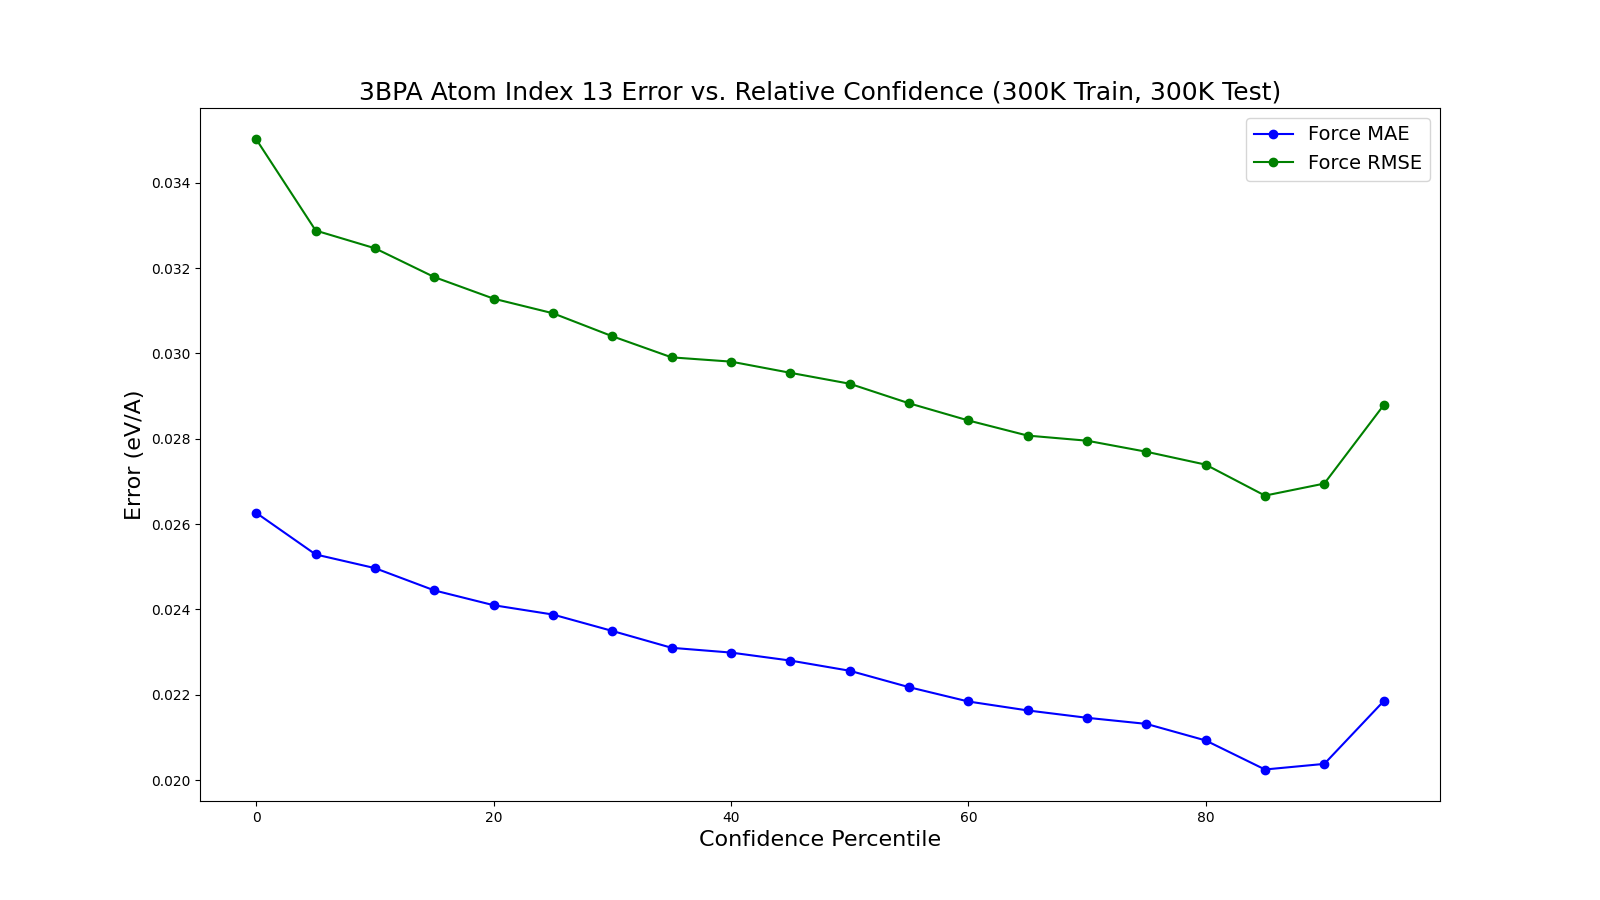 3BPA Atom Index 13 Error vs. Relative Confidence (300K Train, 300K Test)
Force MAE
Force RMSE
Error (eV/A)
0.034
0.032
0.030
0.028
0.026
0.024
0.022
0.020
0 20 40 60 80
Confidence Percentile